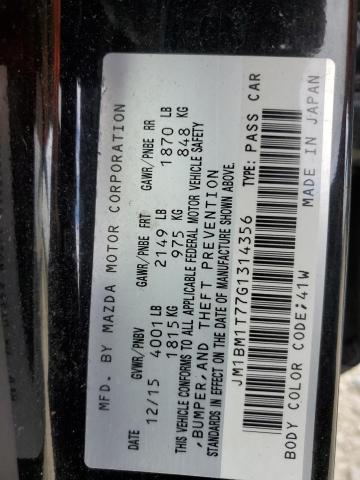 MFD. BY MAZDA MOTOR CORPORATION
DATE GVWR/PNBV GAWR/PNBE FRT GAWR/PNBE RR
12/15 4001 LB 2149 LB 1870 LB
1815 KG 975 KG 848 KG
THIS VEHICLE CONFORMS TO ALL APPLICABLE FEDERAL MOTOR VEHICLE SAFETY
,BUMPER,AND THEFT PREVENTION
STANDARDS IN EFFECT ON THE DATE OF MANUFACTURE SHOWN ABOVE.
JM1BM1T77G1314356 TYPE: PASS CAR
BODY COLOR CODE;41W MADE IN JAPAN